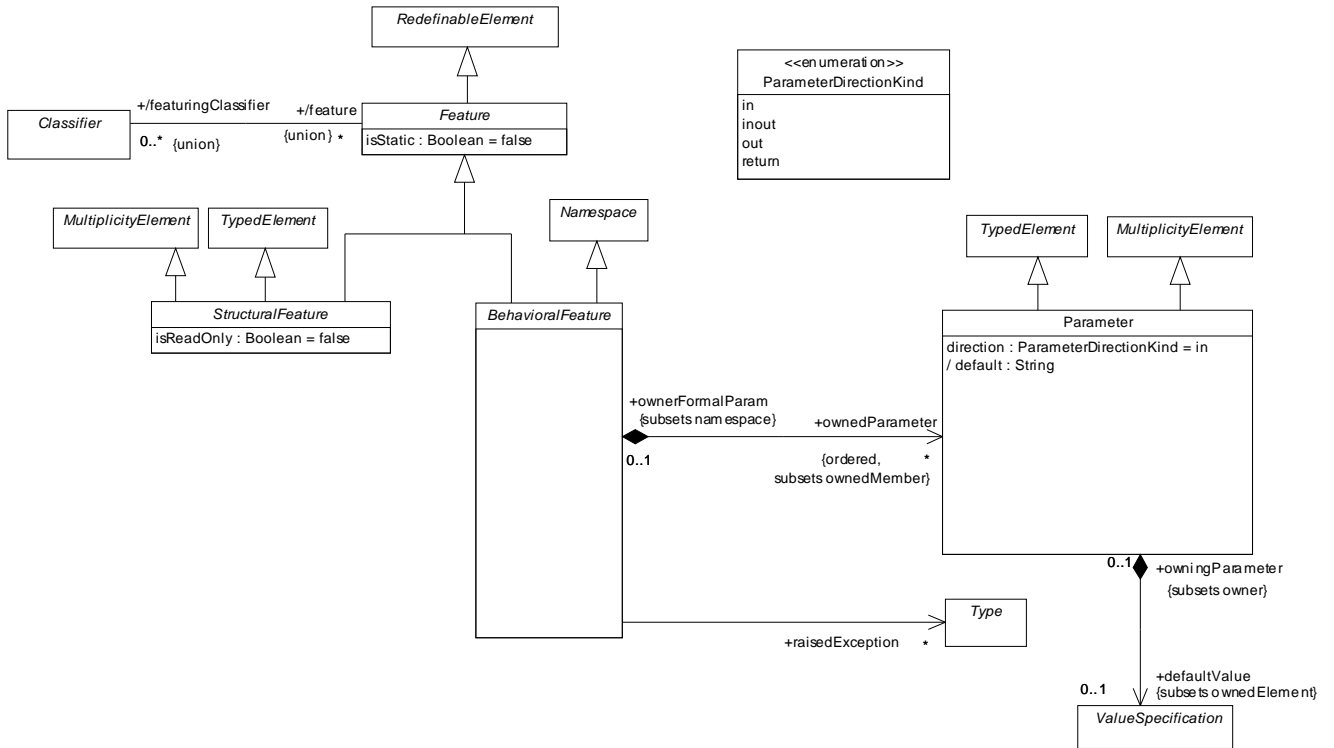 RedefinableElement
<<enumeration>>
ParameterDirectionKind
in
inout
out
return
+/featuringClassifier
+/feature
Classifier
Feature
0..*
{union}
{union}
*
isStatic : Boolean = false
MultiplicityElement
TypedElement
Namespace
TypedElement
MultiplicityElement
StructuralFeature
isReadOnly : Boolean = false
BehavioralFeature
Parameter
direction : ParameterDirectionKind = in
/ default : String
+ownerFormalParam
{subsets namespace}
+ownedParameter
0..1
{ordered,
*
subsets ownedMember}
0..1
+owningParameter
{subsets owner}
Type
+raisedException
*
+defaultValue
0..1
{subsets ownedElement}
ValueSpecification